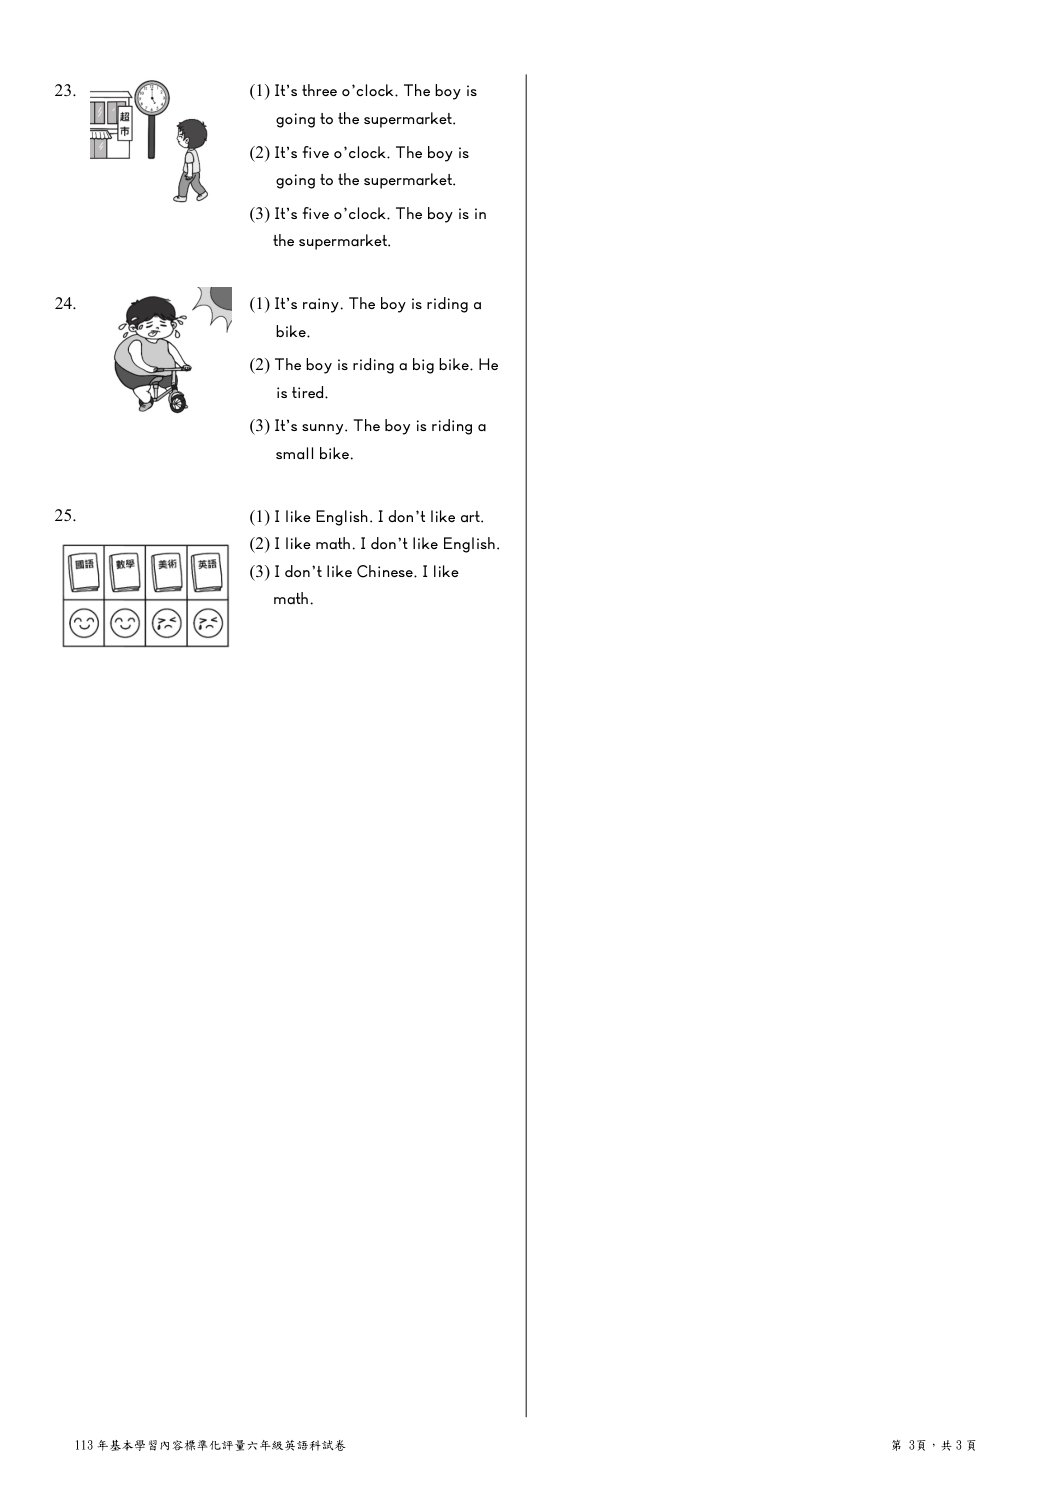 23.
超市
(1) It's three o'clock. The boy is
going to the supermarket.
(2) It's five o'clock. The boy is
going to the supermarket.
(3) It's five o'clock. The boy is in
the supermarket.
24.
(1) It's rainy. The boy is riding a
bike.
(2) The boy is riding a big bike. He
is tired.
(3) It's sunny. The boy is riding a
small bike.
25.
國語 數學 美術 英語
(1) I like English. I don't like art.
(2) I like math. I don't like English.
(3) I don't like Chinese. I like
math.
113 年基本學習內容標準化評量六年級英語科試卷
第 3頁，共 3 頁